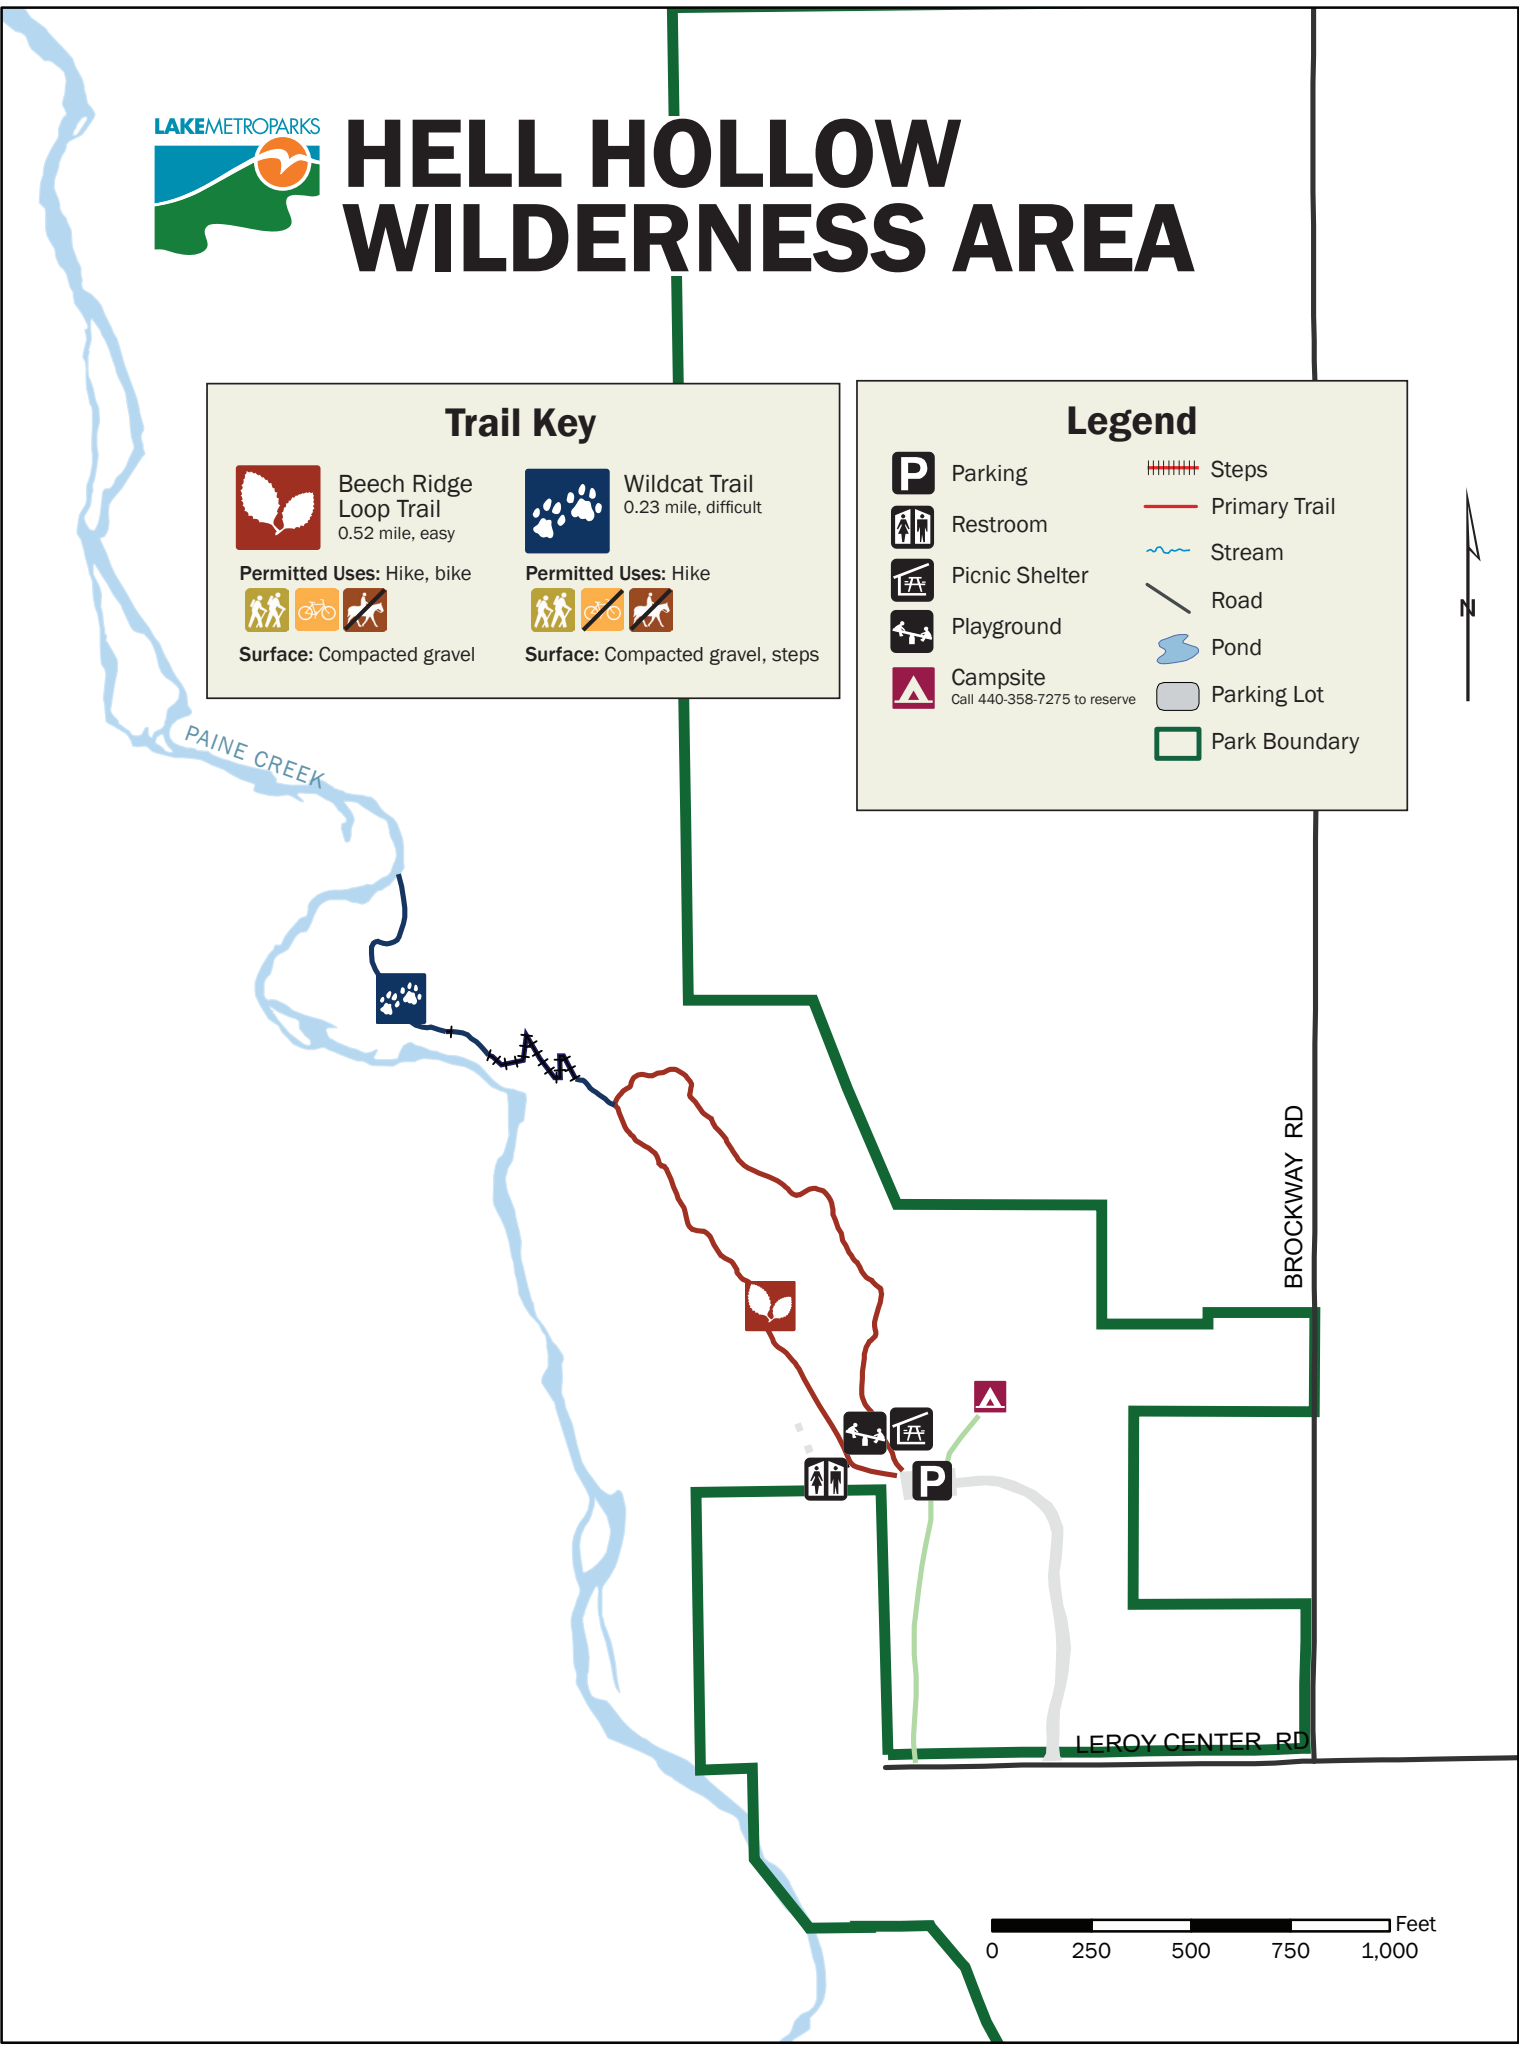 LAKEMETROPARKS
HELL HOLLOW
WILDERNESS AREA
Trail Key
Beech Ridge
Loop Trail
0.52 mile, easy
Permitted Uses: Hike, bike
Surface: Compacted gravel
Wildcat Trail
0.23 mile, difficult
Permitted Uses: Hike
Surface: Compacted gravel, steps
Legend
P
Parking
Restroom
Picnic Shelter
Playground
Campsite
Call 440-358-7275 to reserve
Steps
Primary Trail
Stream
Road
Pond
Parking Lot
Park Boundary
N
PAINE CREEK
BROCKWAY RD
P
LEROY CENTER RD
Feet
0 250 500 750 1,000